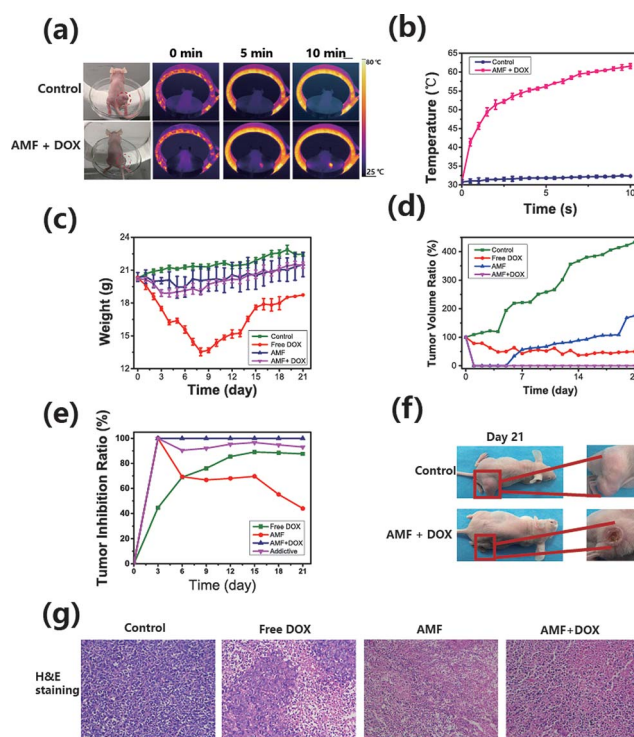 (a)
0 min 5 min 10 min
Control
AMF + DOX
80 ℃
25 ℃
(b)
Temperature (℃)
65
60
55
50
45
40
35
30
Control
AMF + DOX
0 5 10
Time (s)
(c)
Weight (g)
24
21
18
15
12
Control
Free DOX
AMF
AMF+ DOX
0 3 6 9 12 15 18 21
Time (day)
(d)
Tumor Volume Ratio (%)
400
300
200
100
0
Control
Free DOX
AMF
AMF+DOX
0 7 14
Time (day)
(e)
Tumor Inhibition Ratio (%)
100
80
60
40
20
0
Free DOX
AMF
AMF+DOX
Addictive
0 3 6 9 12 15 18 21
Time (day)
(f)
Day 21
Control
AMF + DOX
(g)
Control Free DOX AMF AMF+DOX
H&E
staining